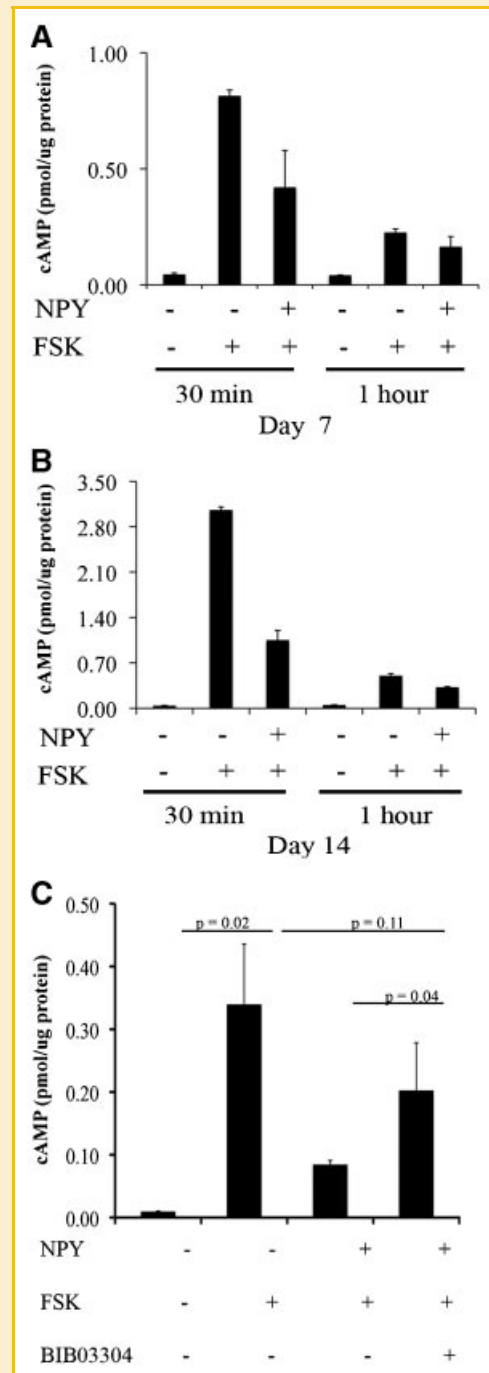 A
cAMP (pmol/ug protein)
1.00
0.50
0.00
NPY - - + - - +
FSK - + + - + +
30 min 1 hour
Day 7
B
cAMP (pmol/ug protein)
3.50
2.80
2.10
1.40
0.70
0.00
NPY - - + - - +
FSK - + + - + +
30 min 1 hour
Day 14
C
cAMP (pmol/ug protein)
0.50
p = 0.02 p = 0.11
0.40
p = 0.04
0.30
0.20
0.10
0.00
NPY - - + +
FSK - + + +
BIB03304 - - - +